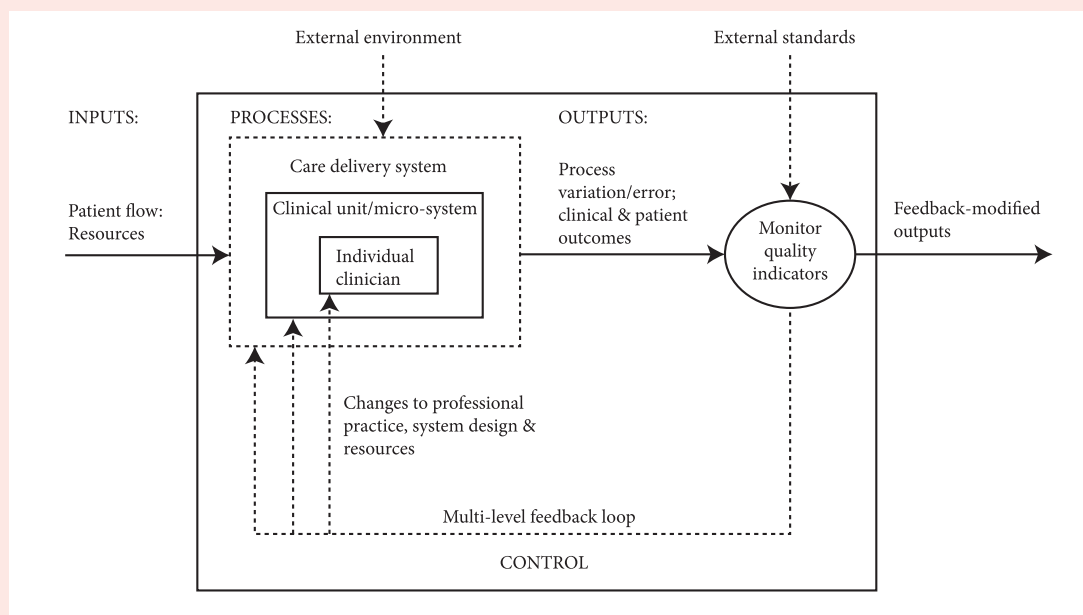 External environment
External standards
INPUTS:
PROCESSES:
OUTPUTS:
Care delivery system
Clinical unit/micro-system
Individual
clinician
Patient flow:
Resources
Process
variation/error;
clinical & patient
outcomes
Monitor
quality
indicators
Feedback-modified
outputs
Changes to professional
practice, system design &
resources
Multi-level feedback loop
CONTROL